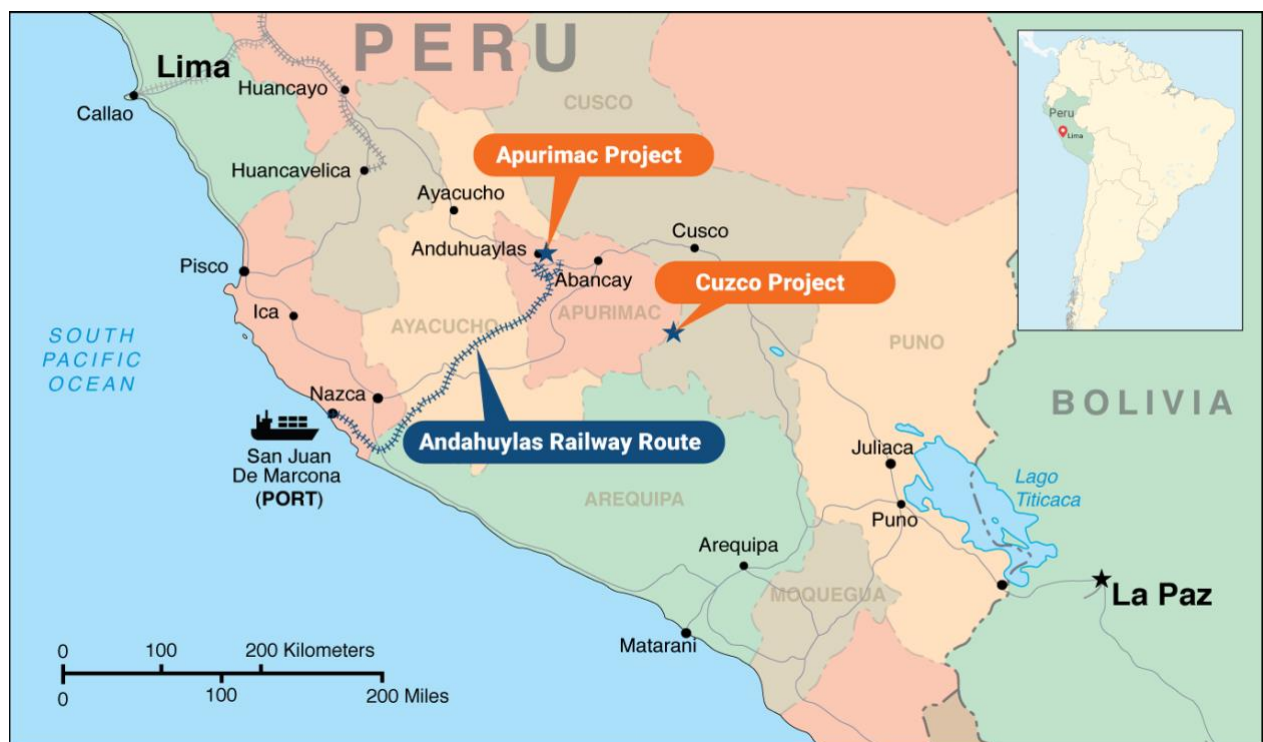 PERU
Lima
Callao
Huancayo
CUSCO
Huancavelica
Apurimac Project
Ayacucho
Anduhuaylas
Cusco
Abancay
Pisco
Cuzco Project
Ica
AYACUCHO
APURIMAC
PUNO
SOUTH
PACIFIC
OCEAN
Nazca
BOLIVIA
Andahuylas Railway Route
San Juan
De Marcona
(PORT)
Juliaca
Lago
Titicaca
AREQUIPA
Puno
Arequipa
MOQUEGUA
La Paz
Matarani
0 100 200 Kilometers
0 100 200 Miles
Peru
Lima